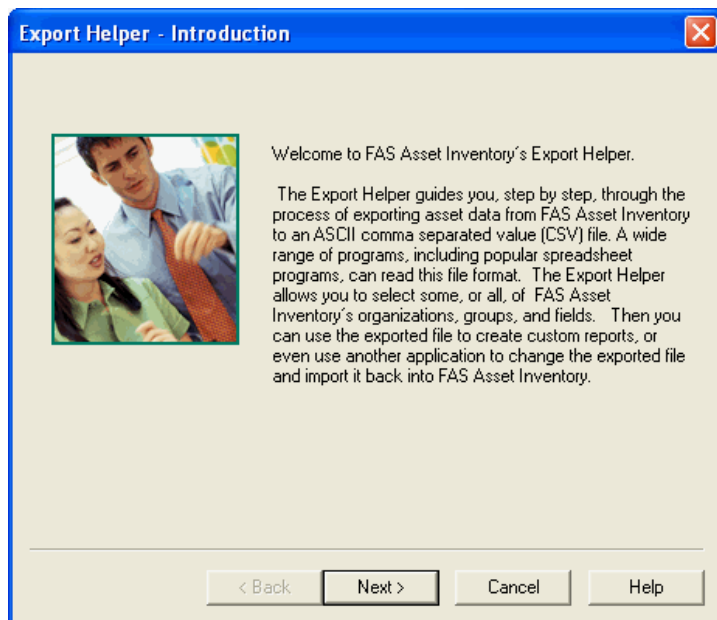 Export Helper - Introduction
Welcome to FAS Asset Inventory's Export Helper.
The Export Helper guides you, step by step, through the
process of exporting asset data from FAS Asset Inventory
to an ASCII comma separated value (CSV) file. A wide
range of programs, including popular spreadsheet
programs, can read this file format. The Export Helper
allows you to select some, or all, of FAS Asset
Inventory's organizations, groups, and fields. Then you
can use the exported file to create custom reports, or
even use another application to change the exported file
and import it back into FAS Asset Inventory.
< Back Next > Cancel Help